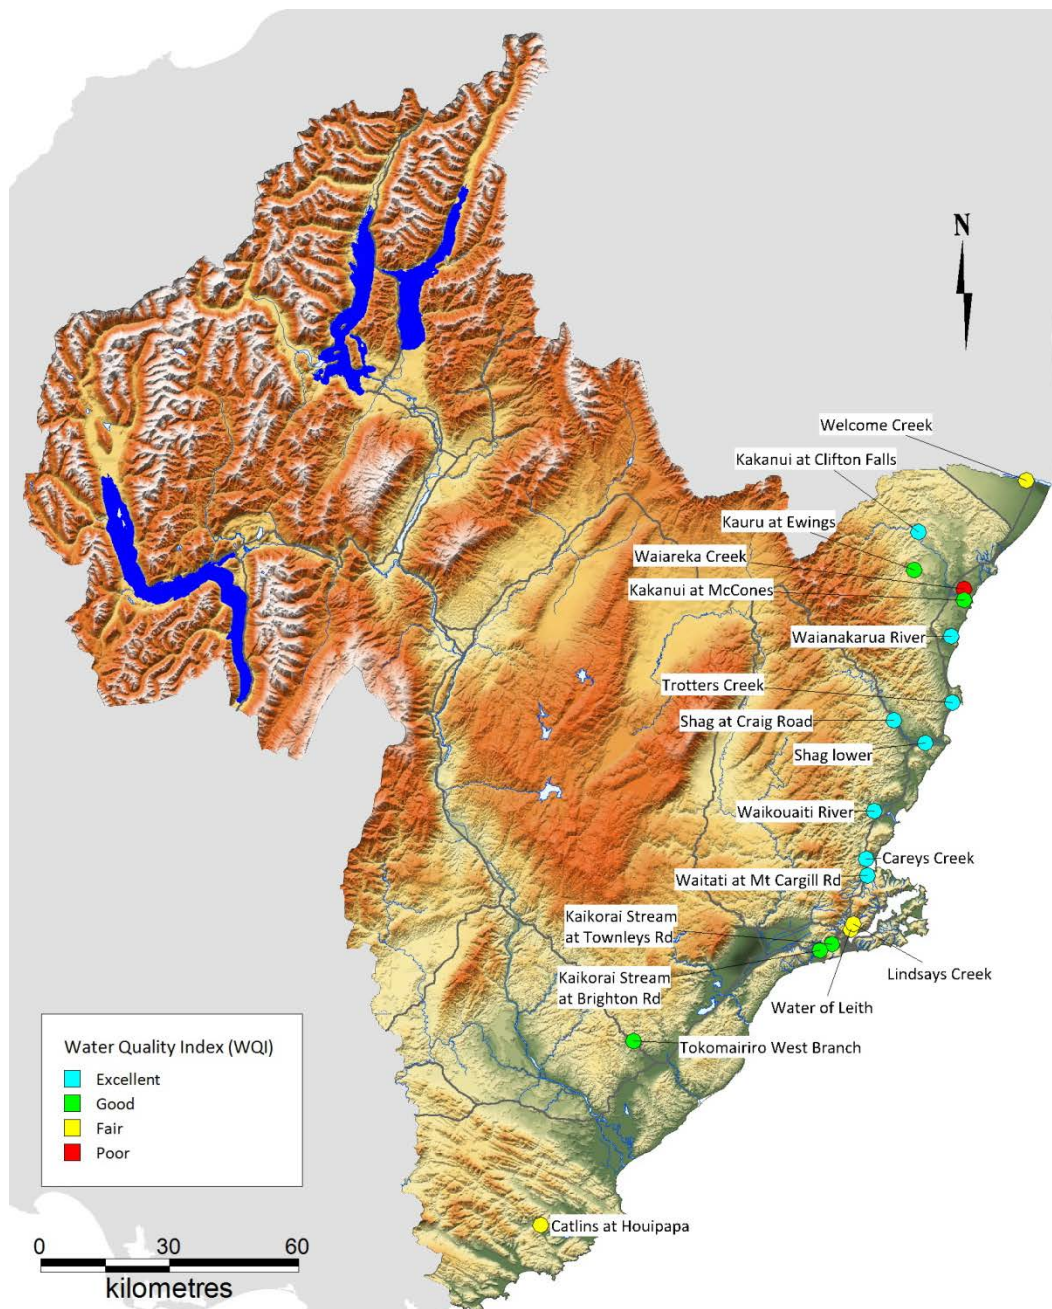 N
Welcome Creek
Kakanui at Clifton Falls
Kauru at Ewings
Waiareka Creek
Kakanui at McCones
Waianakarua River
Trotters Creek
Shag at Craig Road
Shag lower
Waikouaiti River
Careys Creek
Waitati at Mt Cargill Rd
Kaikorai Stream
at Townleys Rd
Lindsays Creek
Kaikorai Stream
at Brighton Rd
Water of Leith
Tokomairiro West Branch
Water Quality Index (WQI)
Excellent
Good
Fair
Poor
Catlins at Houipapa
0 30 60
kilometres